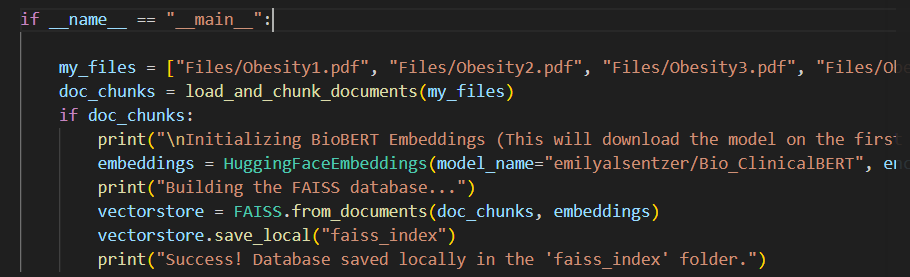 if __name__ == "__main__":
my_files = ["Files/Obesity1.pdf", "Files/Obesity2.pdf", "Files/Obesity3.pdf", "Files/Ob
doc_chunks = load_and_chunk_documents(my_files)
if doc_chunks:
print("\nInitializing BioBERT Embeddings (This will download the model on the first
embeddings = HuggingFaceEmbeddings(model_name="emilyalsentzer/Bio_ClinicalBERT", en
print("Building the FAISS database...")
vectorstore = FAISS.from_documents(doc_chunks, embeddings)
vectorstore.save_local("faiss_index")
print("Success! Database saved locally in the 'faiss_index' folder.")